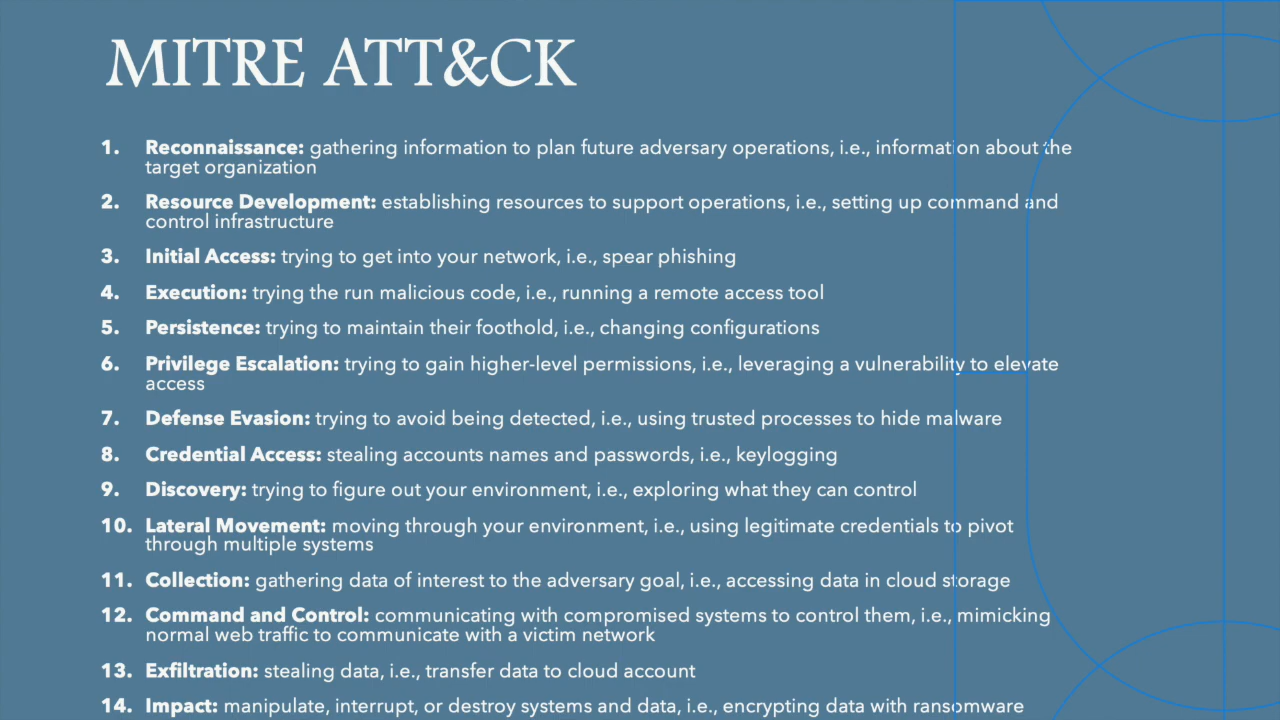 MITRE ATT&CK
1. Reconnaissance: gathering information to plan future adversary operations, i.e., information about the
target organization
2. Resource Development: establishing resources to support operations, i.e., setting up command and
control infrastructure
3. Initial Access: trying to get into your network, i.e., spear phishing
4. Execution: trying the run malicious code, i.e., running a remote access tool
5. Persistence: trying to maintain their foothold, i.e., changing configurations
6. Privilege Escalation: trying to gain higher-level permissions, i.e., leveraging a vulnerability to elevate
access
7. Defense Evasion: trying to avoid being detected, i.e., using trusted processes to hide malware
8. Credential Access: stealing accounts names and passwords, i.e., keylogging
9. Discovery: trying to figure out your environment, i.e., exploring what they can control
10. Lateral Movement: moving through your environment, i.e., using legitimate credentials to pivot
through multiple systems
11. Collection: gathering data of interest to the adversary goal, i.e., accessing data in cloud storage
12. Command and Control: communicating with compromised systems to control them, i.e., mimicking
normal web traffic to communicate with a victim network
13. Exfiltration: stealing data, i.e., transfer data to cloud account
14. Impact: manipulate, interrupt, or destroy systems and data, i.e., encrypting data with ransomware